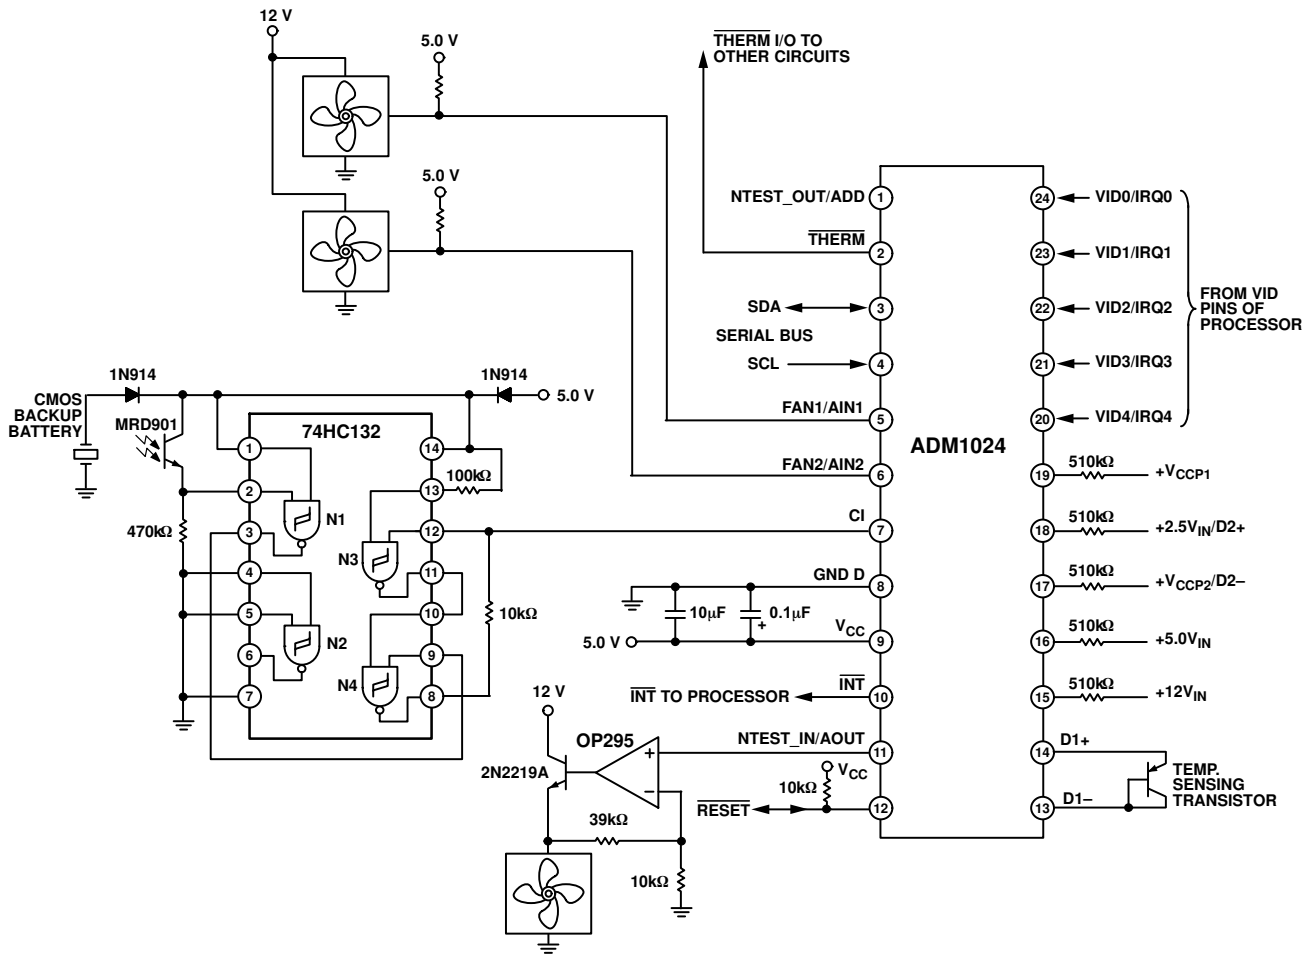 12 V
5.0 V
THERM I/O TO
OTHER CIRCUITS
5.0 V
NTEST_OUT/ADD
1
24
VID0/IRQ0
THERM
2
23
VID1/IRQ1
SDA
3
22
VID2/IRQ2
FROM VID
PINS OF
PROCESSOR
SERIAL BUS
SCL
4
21
VID3/IRQ3
FAN1/AIN1
5
20
VID4/IRQ4
ADM1024
FAN2/AIN2
6
19
510kΩ
+VCCP1
CI
7
18
510kΩ
+2.5VIN/D2+
GND D
8
17
510kΩ
+VCCP2/D2–
10µF
0.1µF
+
5.0 V
VCC
9
16
510kΩ
+5.0VIN
INT TO PROCESSOR
INT
10
15
510kΩ
+12VIN
NTEST_IN/AOUT
11
14
D1+
TEMP.
SENSING
TRANSISTOR
RESET
10kΩ
VCC
12
13
D1–
1N914
1N914
5.0 V
CMOS
BACKUP
BATTERY
MRD901
74HC132
1
14
2
13
100kΩ
N1
470kΩ
3
12
N3
4
11
5
10
10kΩ
N2
6
9
N4
7
8
12 V
OP295
2N2219A
+
–
39kΩ
10kΩ